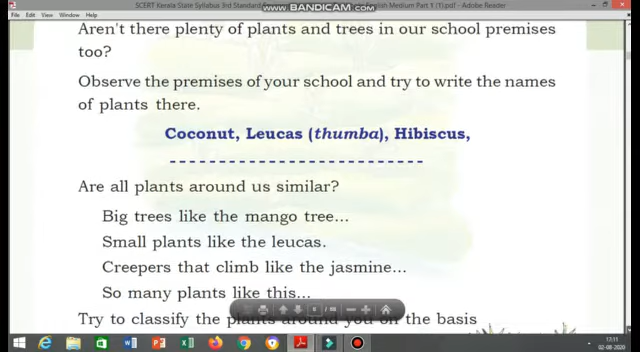 SCERT Kerala State Syllabus 3rd Standard
WWW.BANDICAM.COM
English Medium Part 1 (1).pdf - Adobe Reader
File Edit View Window Help
Aren't there plenty of plants and trees in our school premises
too?
Observe the premises of your school and try to write the names
of plants there.
Coconut, Leucas (thumba), Hibiscus,
Are all plants around us similar?
Big trees like the mango tree...
Small plants like the leucas.
Creepers that climb like the jasmine...
So many plants like this...
Try to classify the plants around you on the basis
17:11
02-08-2020